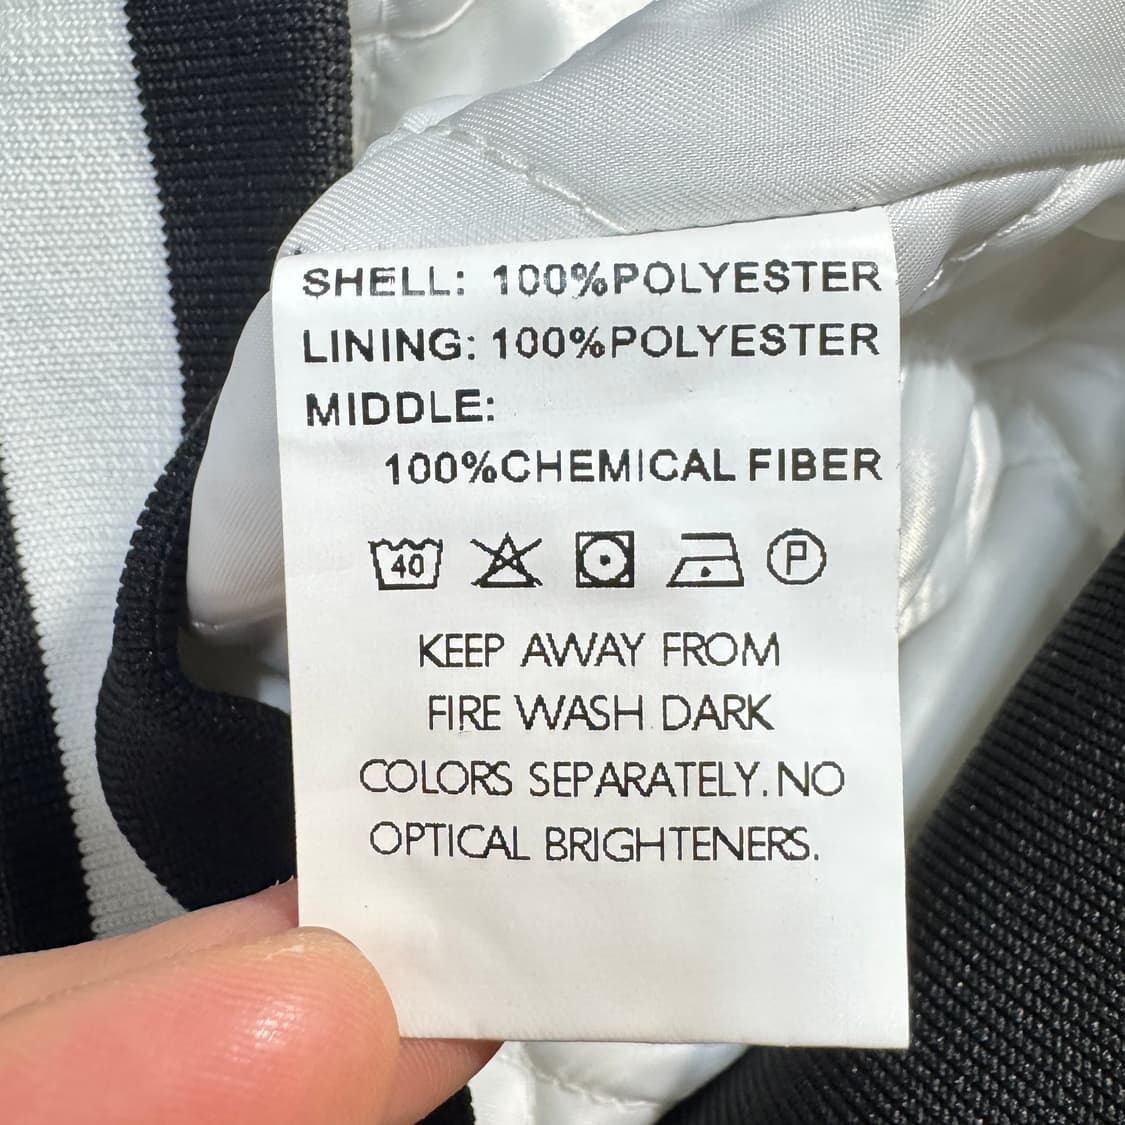 SHELL: 100%POLYESTER
LINING: 100%POLYESTER
MIDDLE:
100%CHEMICAL FIBER
40 P
KEEP AWAY FROM
FIRE WASH DARK
COLORS SEPARATELY. NO
OPTICAL BRIGHTENERS.